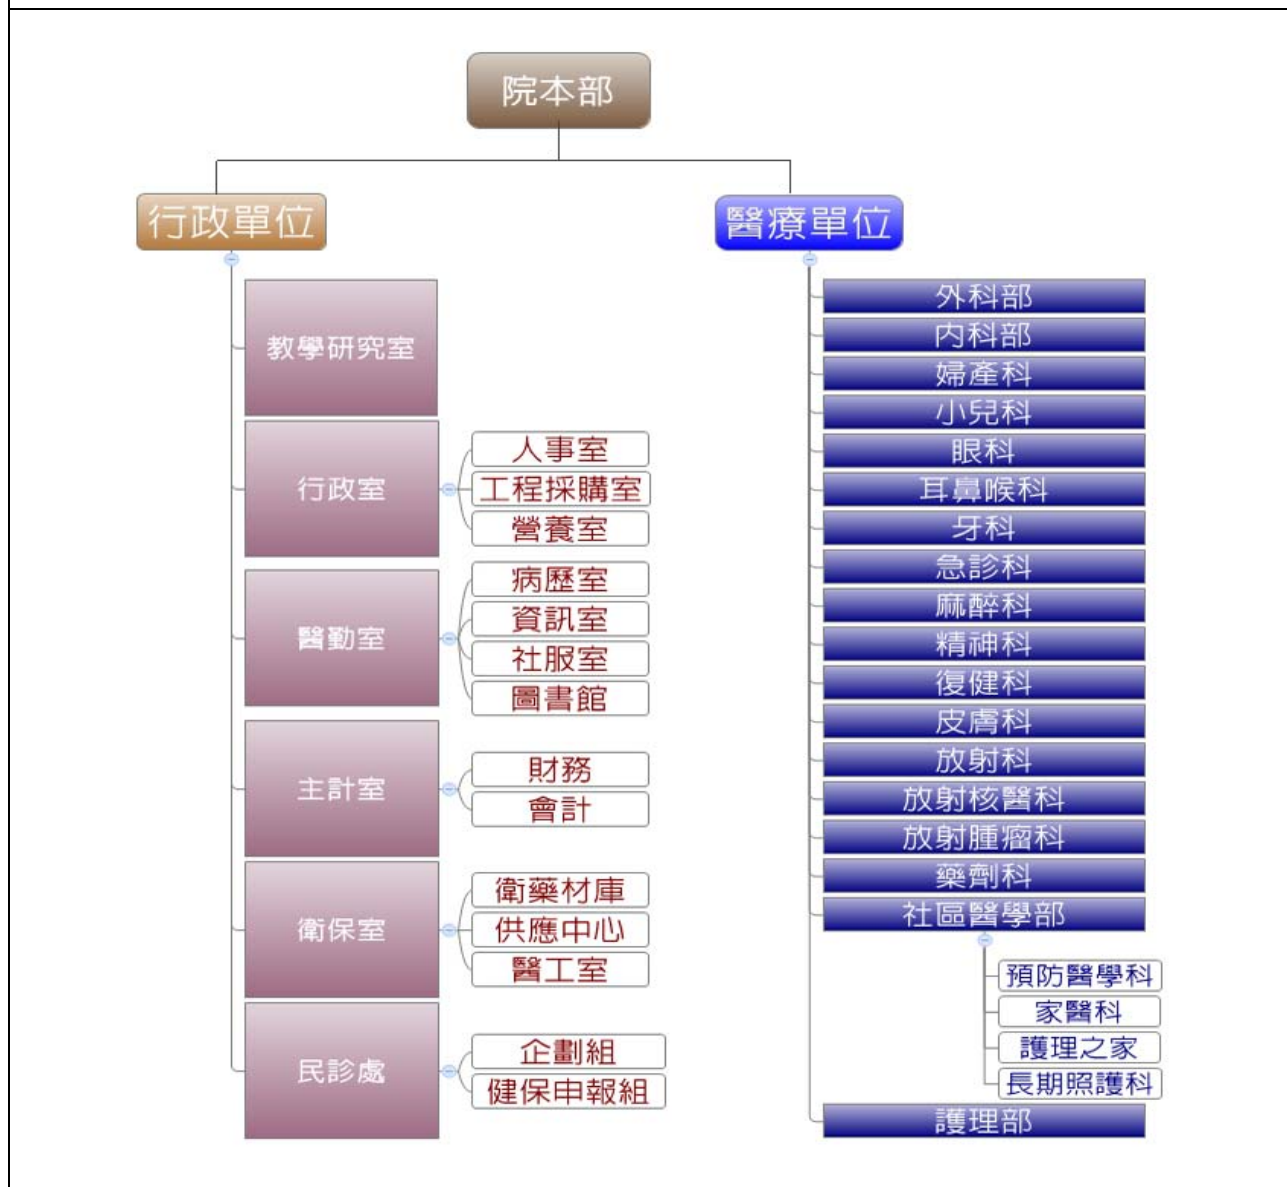 院本部
行政單位
教學研究室
行政室
人事室
工程採購室
營養室
醫勤室
病歷室
資訊室
社服室
圖書館
主計室
財務
會計
衛保室
衛藥材庫
供應中心
醫工室
民診處
企劃組
健保申報組
醫療單位
外科部
內科部
婦產科
小兒科
眼科
耳鼻喉科
牙科
急診科
麻醉科
精神科
復健科
皮膚科
放射科
放射核醫科
放射腫瘤科
藥劑科
社區醫學部
預防醫學科
家醫科
護理之家
長期照護科
護理部